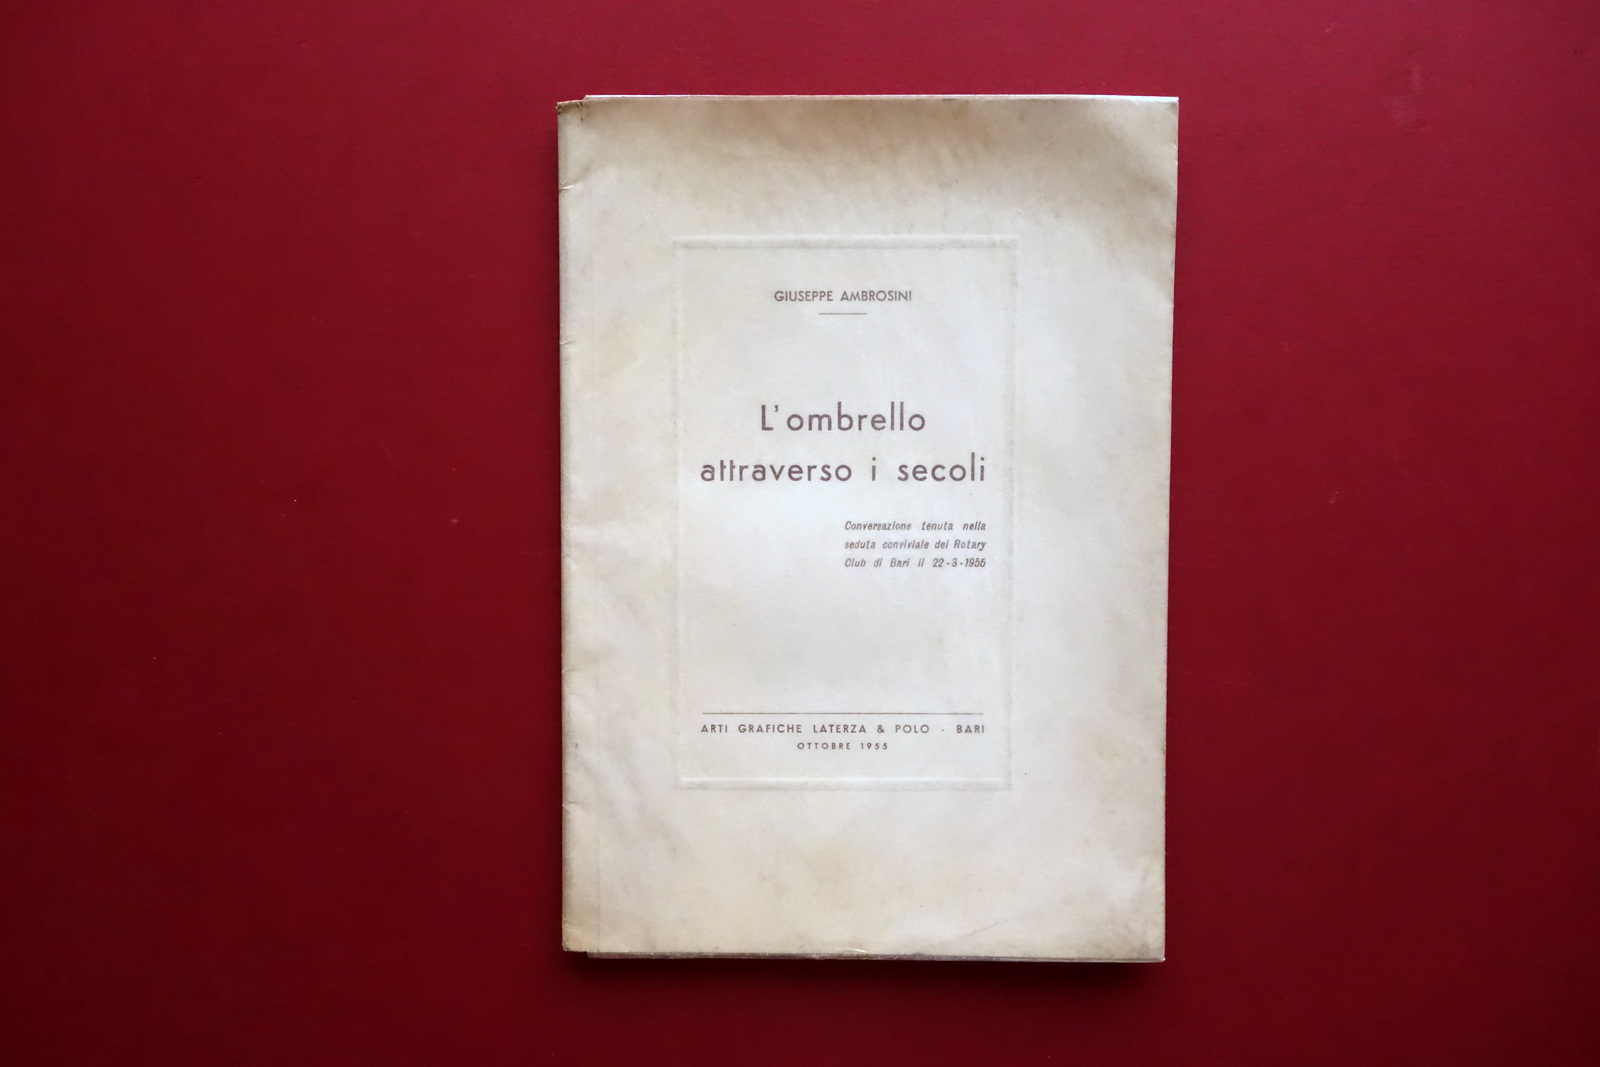 GIUSEPPE AMBROSINI
L'ombrello
attraverso i secoli
Conversazione tenuta nella
seduta conviviale del Rotary
Club di Bari il 22-3-1955
ARTI GRAFICHE LATERZA & POLO - BARI
OTTOBRE 1955